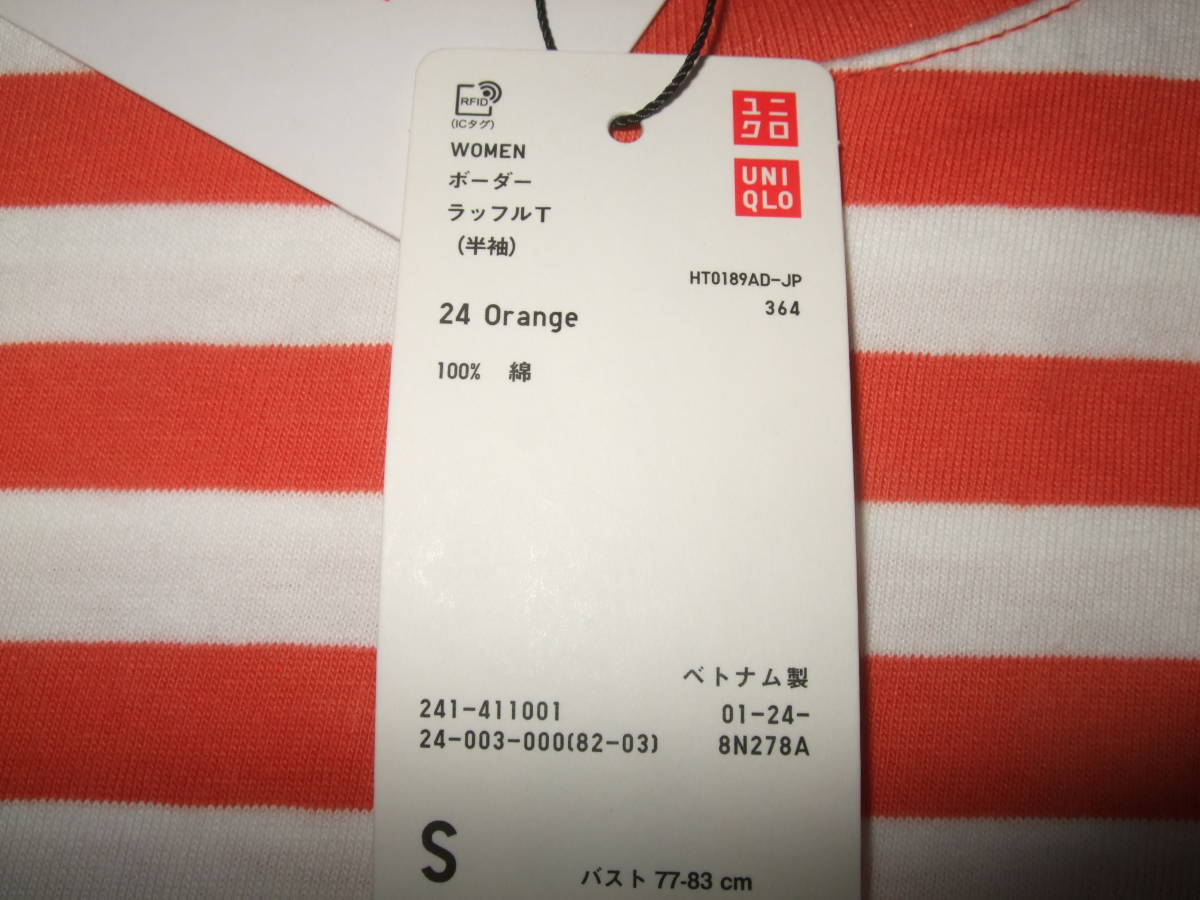 RFID
(ICタグ)
WOMEN
ボーダー
ラッフルT
(半袖)
ユニ
クロ
UNI
QLO
HT0189AD-JP
364
24 Orange
100% 綿
ベトナム製
241-411001 01-24-
24-003-000(82-03) 8N278A
S
バスト 77-83 cm